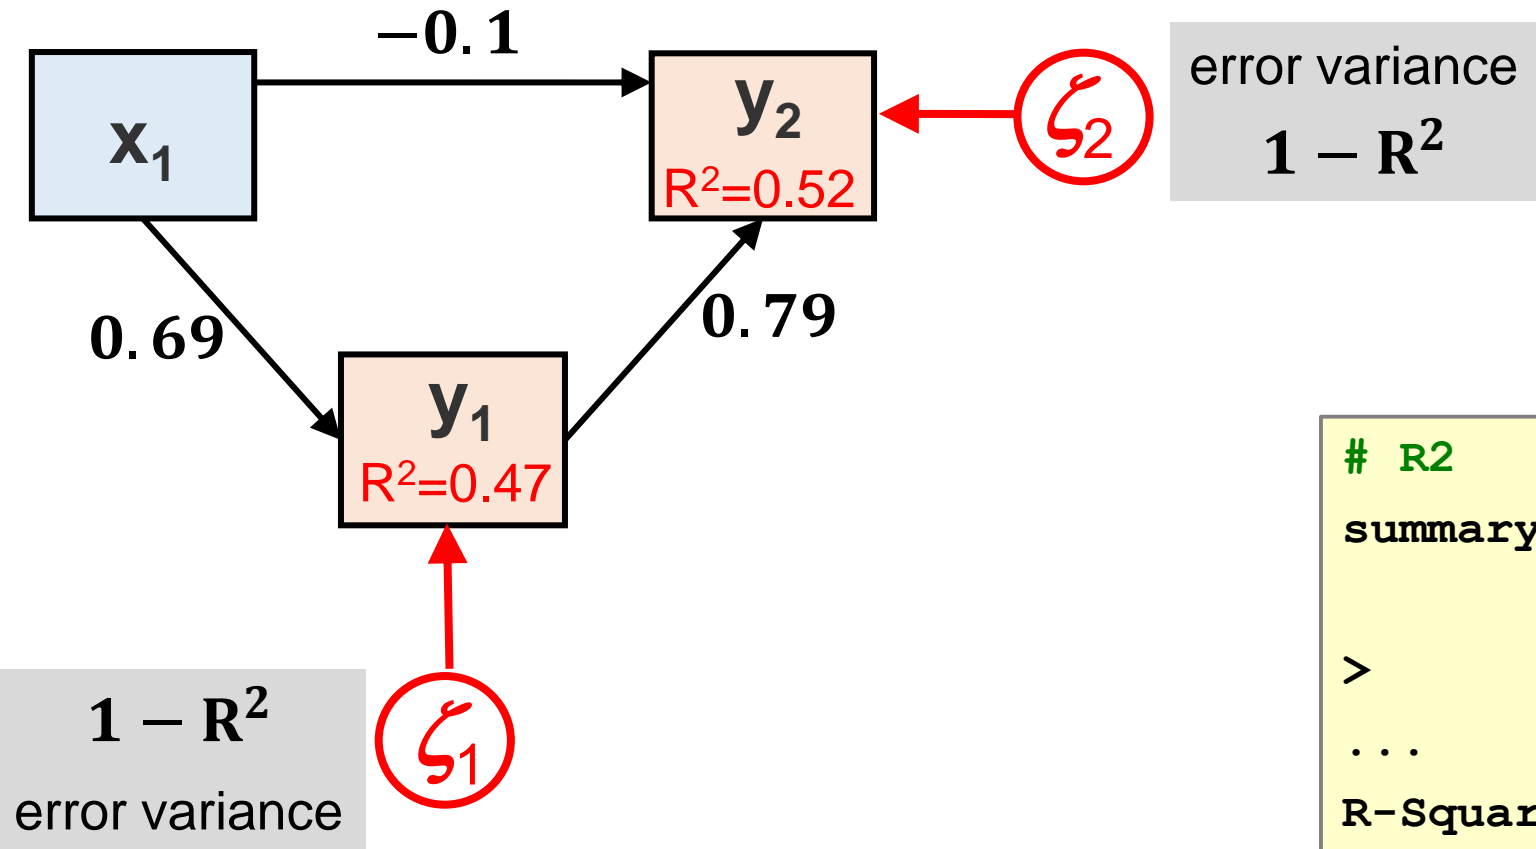 −0.1
x₁
y₂
R²=0.52
ζ₂
error variance
1 − R²
0.69
0.79
y₁
R²=0.47
1 − R²
error variance
ζ₁
# R2
summary
>
...
R-Squar